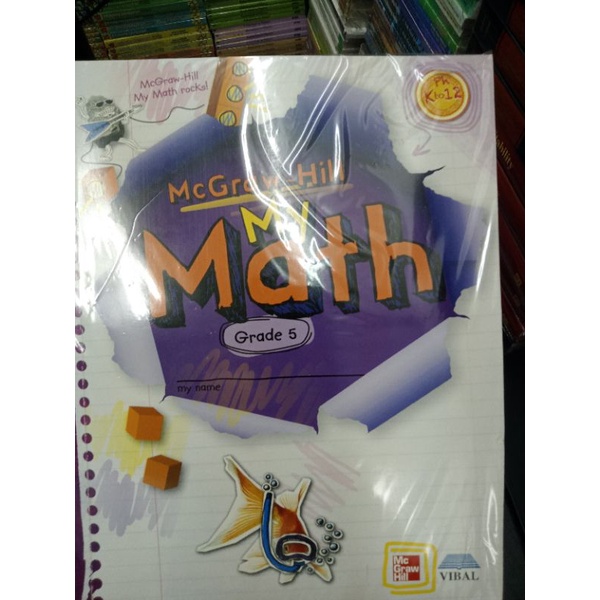 McGraw-Hill
My Math rocks!
Ph
K to 12
McGraw-Hill
My
Math
Grade 5
my name
Mc
Graw
Hill
VIBAL